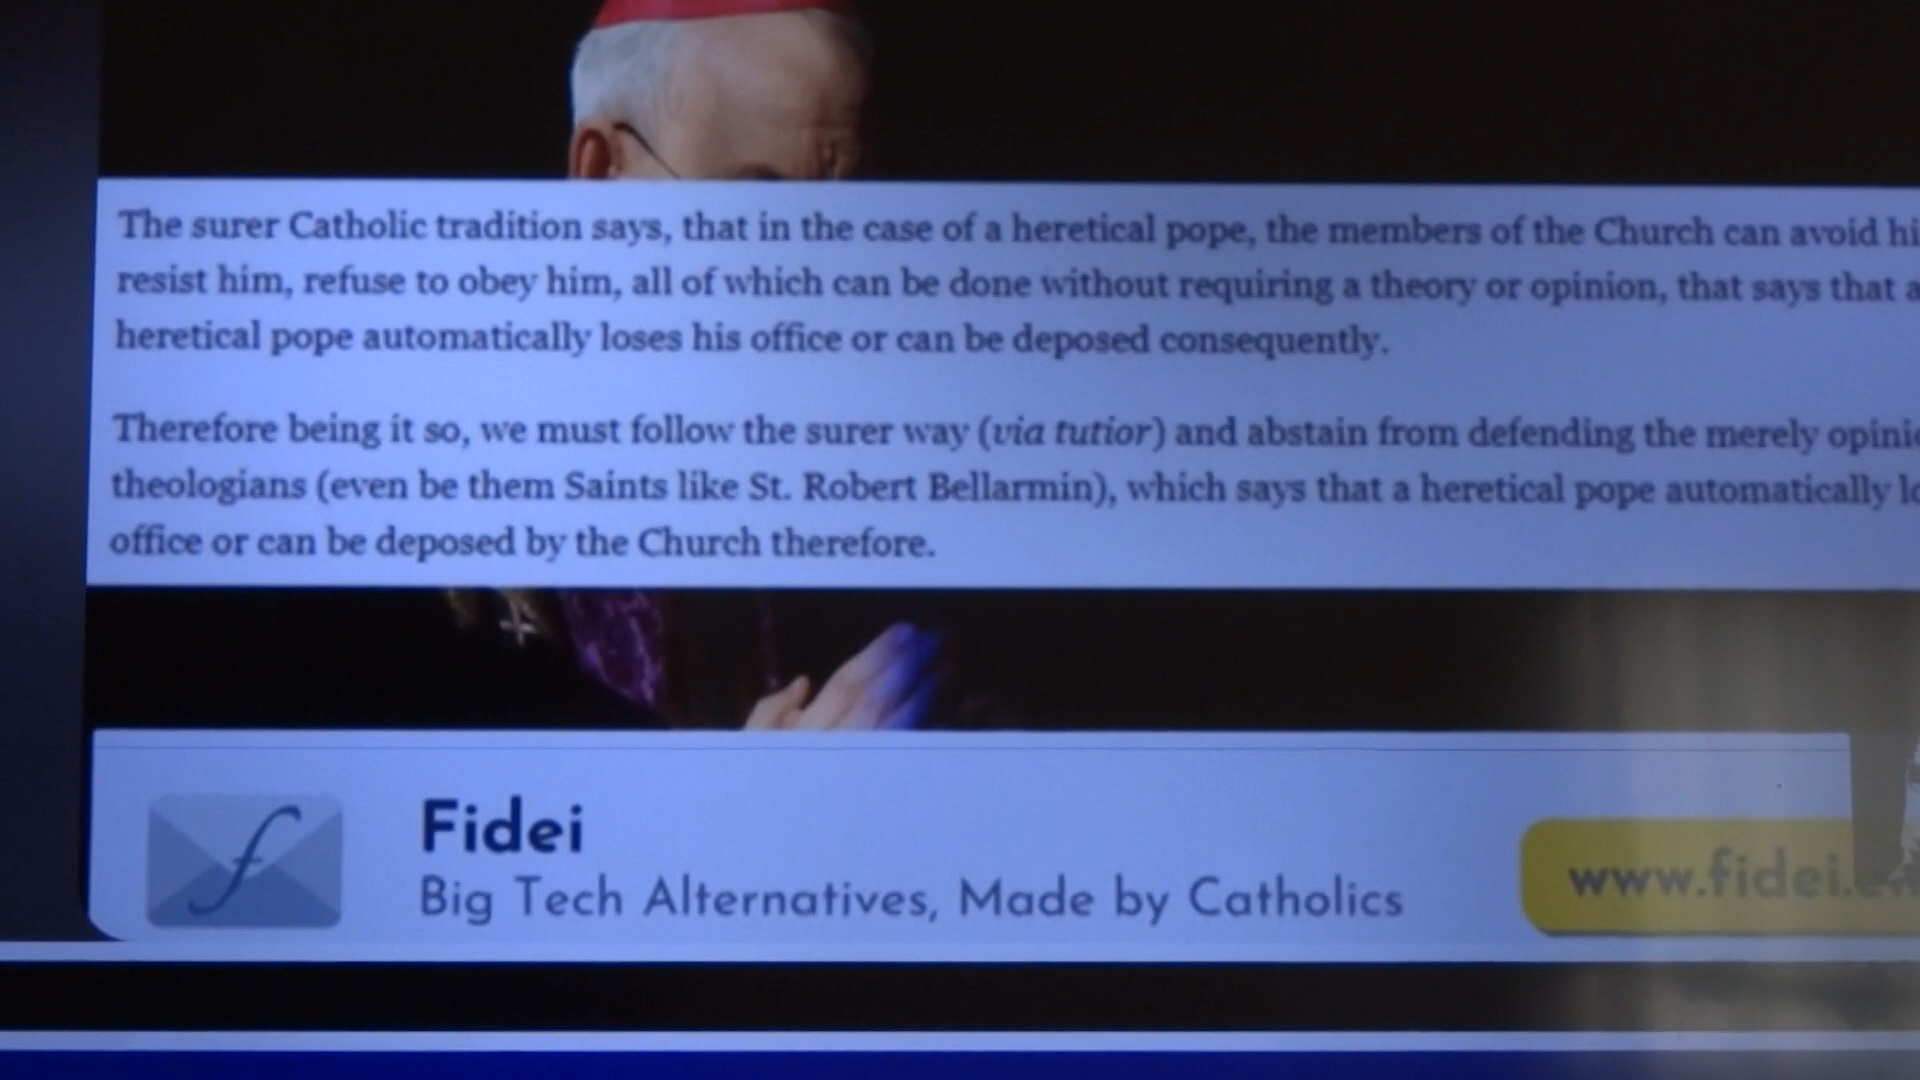 The surer Catholic tradition says, that in the case of a heretical pope, the members of the Church can avoid
resist him, refuse to obey him, all of which can be done without requiring a theory or opinion, that says that a
heretical pope automatically loses his office or can be deposed consequently.
Therefore being it so, we must follow the surer way (via tutior) and abstain from defending the merely
theologians (even be them Saints like St. Robert Bellarmin), which says that a heretical pope automatically
office or can be deposed by the Church therefore.
f
Fidei
Big Tech Alternatives, Made by Catholics
www.fidei.